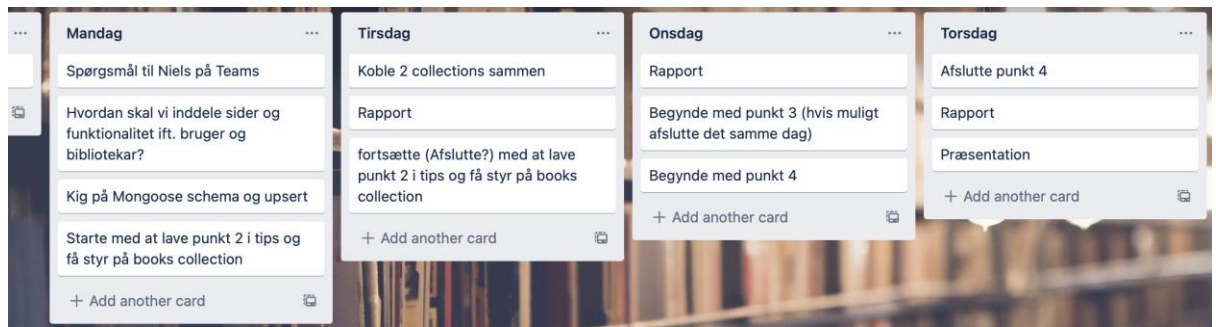 Mandag
Spørgsmål til Niels på Teams
Hvordan skal vi inddele sider og
funktionalitet ift. bruger og
bibliotekar?
Kig på Mongoose schema og upsert
Starte med at lave punkt 2 i tips og
få styr på books collection
+ Add another card
Tirsdag
Koble 2 collections sammen
Rapport
fortsætte (Afslutte?) med at lave
punkt 2 i tips og få styr på books
collection
+ Add another card
Onsdag
Rapport
Begynde med punkt 3 (hvis muligt
afslutte det samme dag)
Begynde med punkt 4
+ Add another card
Torsdag
Afslutte punkt 4
Rapport
Præsentation
+ Add another card